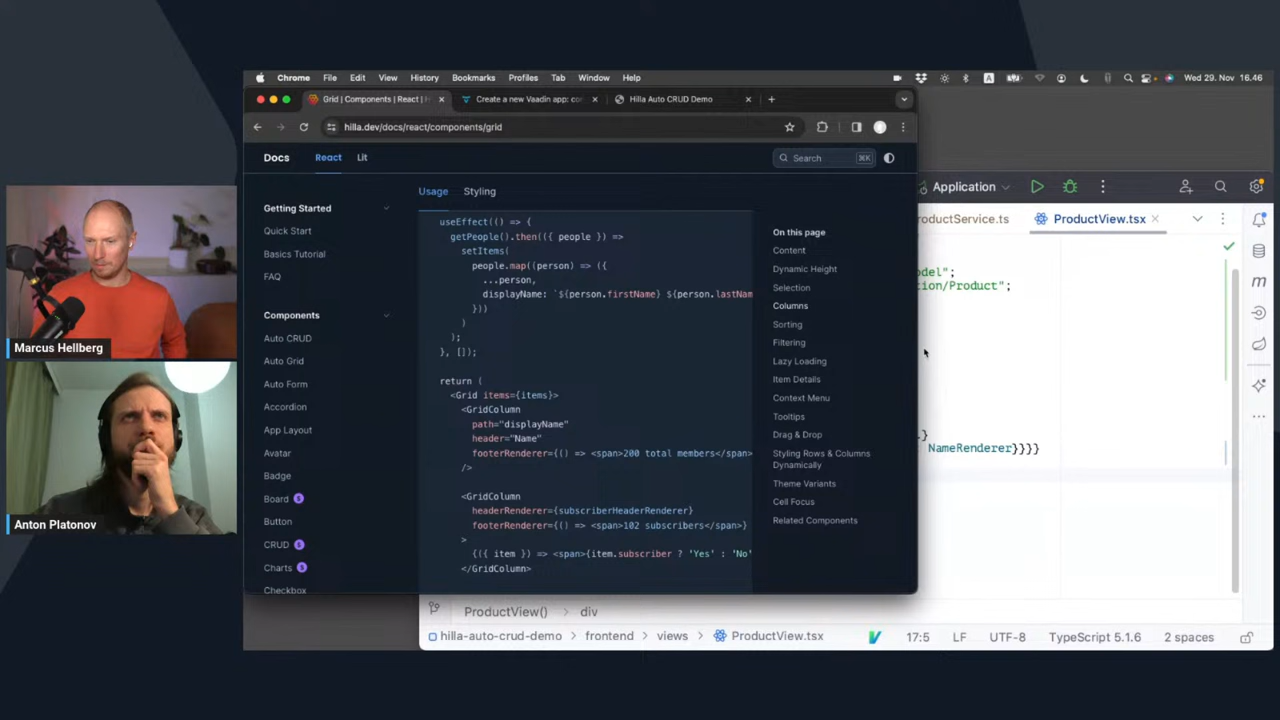 Chrome File Edit View History Bookmarks Profiles Tab Window Help
Wed 29. Nov 16.46
Grid | Components | React |
Create a new Vaadin app: co
Hilla Auto CRUD Demo
hilla.dev/docs/react/components/grid
Docs React Lit
Search ⌘K
Usage Styling
Getting Started
Quick Start
Basics Tutorial
FAQ
Components
Auto CRUD
Auto Grid
Auto Form
Accordion
App Layout
Avatar
Badge
Board $
Button
CRUD $
Charts $
Checkbox
useEffect(() => {
getPeople().then(({ people }) =>
setItems(
people.map((person) => ({
...person,
displayName: `${person.firstName} ${person.lastName
}))
)
);
}, []);
return (
<Grid items={items}>
<GridColumn
path="displayName"
header="Name"
footerRenderer={() => <span>200 total members</span>
/>
<GridColumn
headerRenderer={subscriberHeaderRenderer}
footerRenderer={() => <span>102 subscribers</span>}
>
{({ item }) => <span>{item.subscriber ? 'Yes' : 'No'
</GridColumn>
On this page
Content
Dynamic Height
Selection
Columns
Sorting
Filtering
Lazy Loading
Item Details
Context Menu
Tooltips
Drag & Drop
Styling Rows & Columns
Dynamically
Theme Variants
Cell Focus
Related Components
Application
roductService.ts
ProductView.tsx
odel";
ion/Product";
.}
NameRenderer}}}}
ProductView() > div
hilla-auto-crud-demo > frontend > views > ProductView.tsx
17:5 LF UTF-8 TypeScript 5.1.6 2 spaces
Marcus Hellberg
Anton Platonov